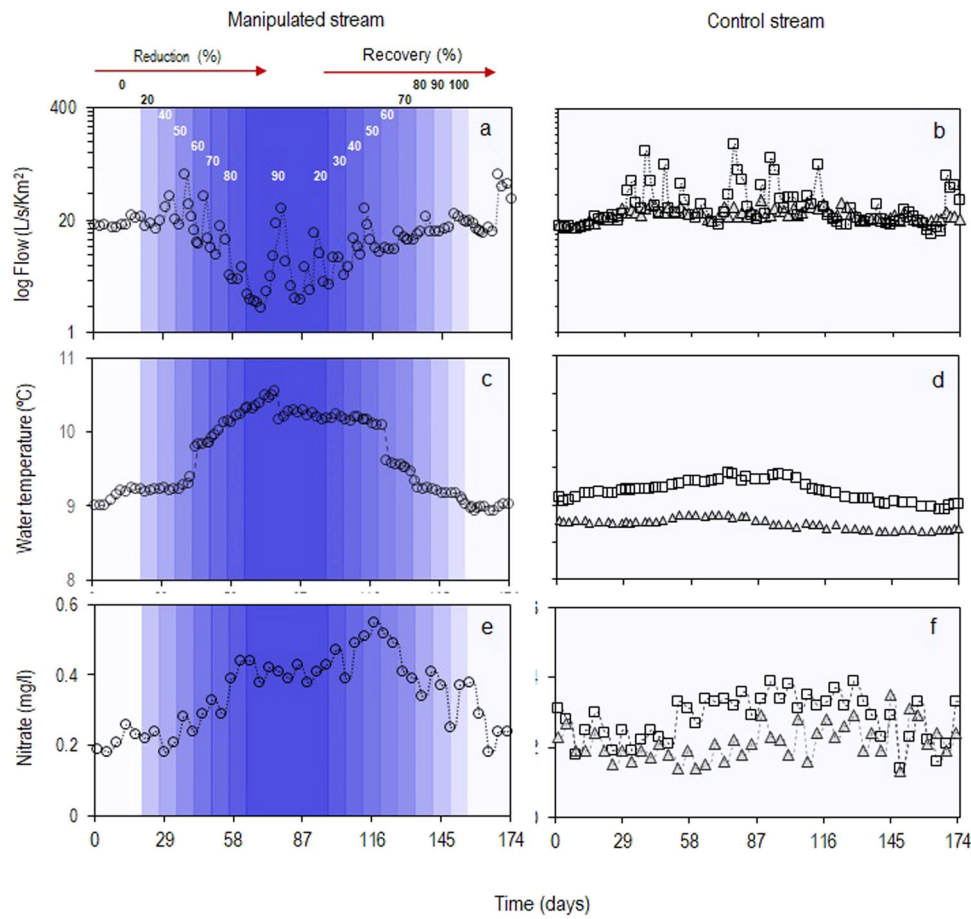 Manipulated stream
Control stream
Reduction (%)
Recovery (%)
0
20
40
50
60
70
80
90
20
30
40
50
60
70
80 90 100
400
20
1
log Flow (L/s/Km²)
a
b
11
10
9
8
Water temperature (ºC)
c
d
0.6
0.4
0.2
0
Nitrate (mg/l)
e
f
0 29 58 87 116 145 174
0 29 58 87 116 145 174
Time (days)